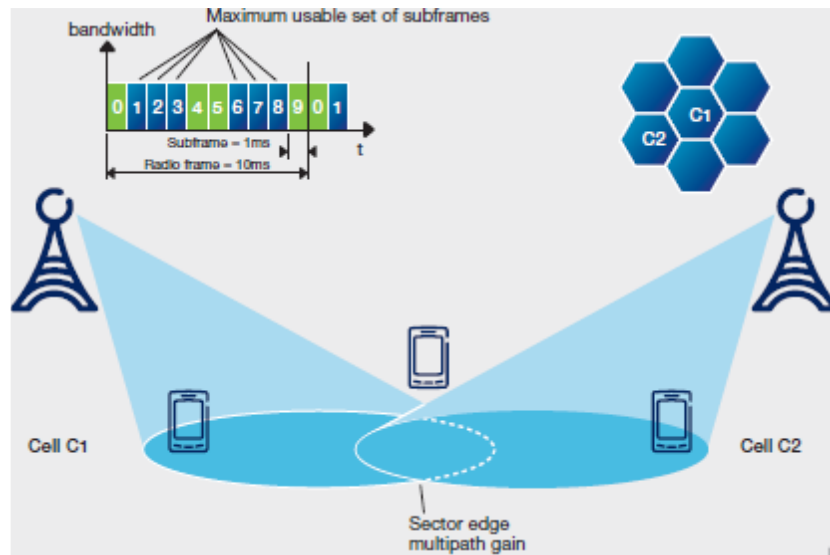 Maximum usable set of subframes
bandwidth
0 1 2 3 4 5 6 7 8 9 0 1
Subframe = 1ms
t
Radio frame = 10ms
C1
C2
Cell C1
Cell C2
Sector edge
multipath gain